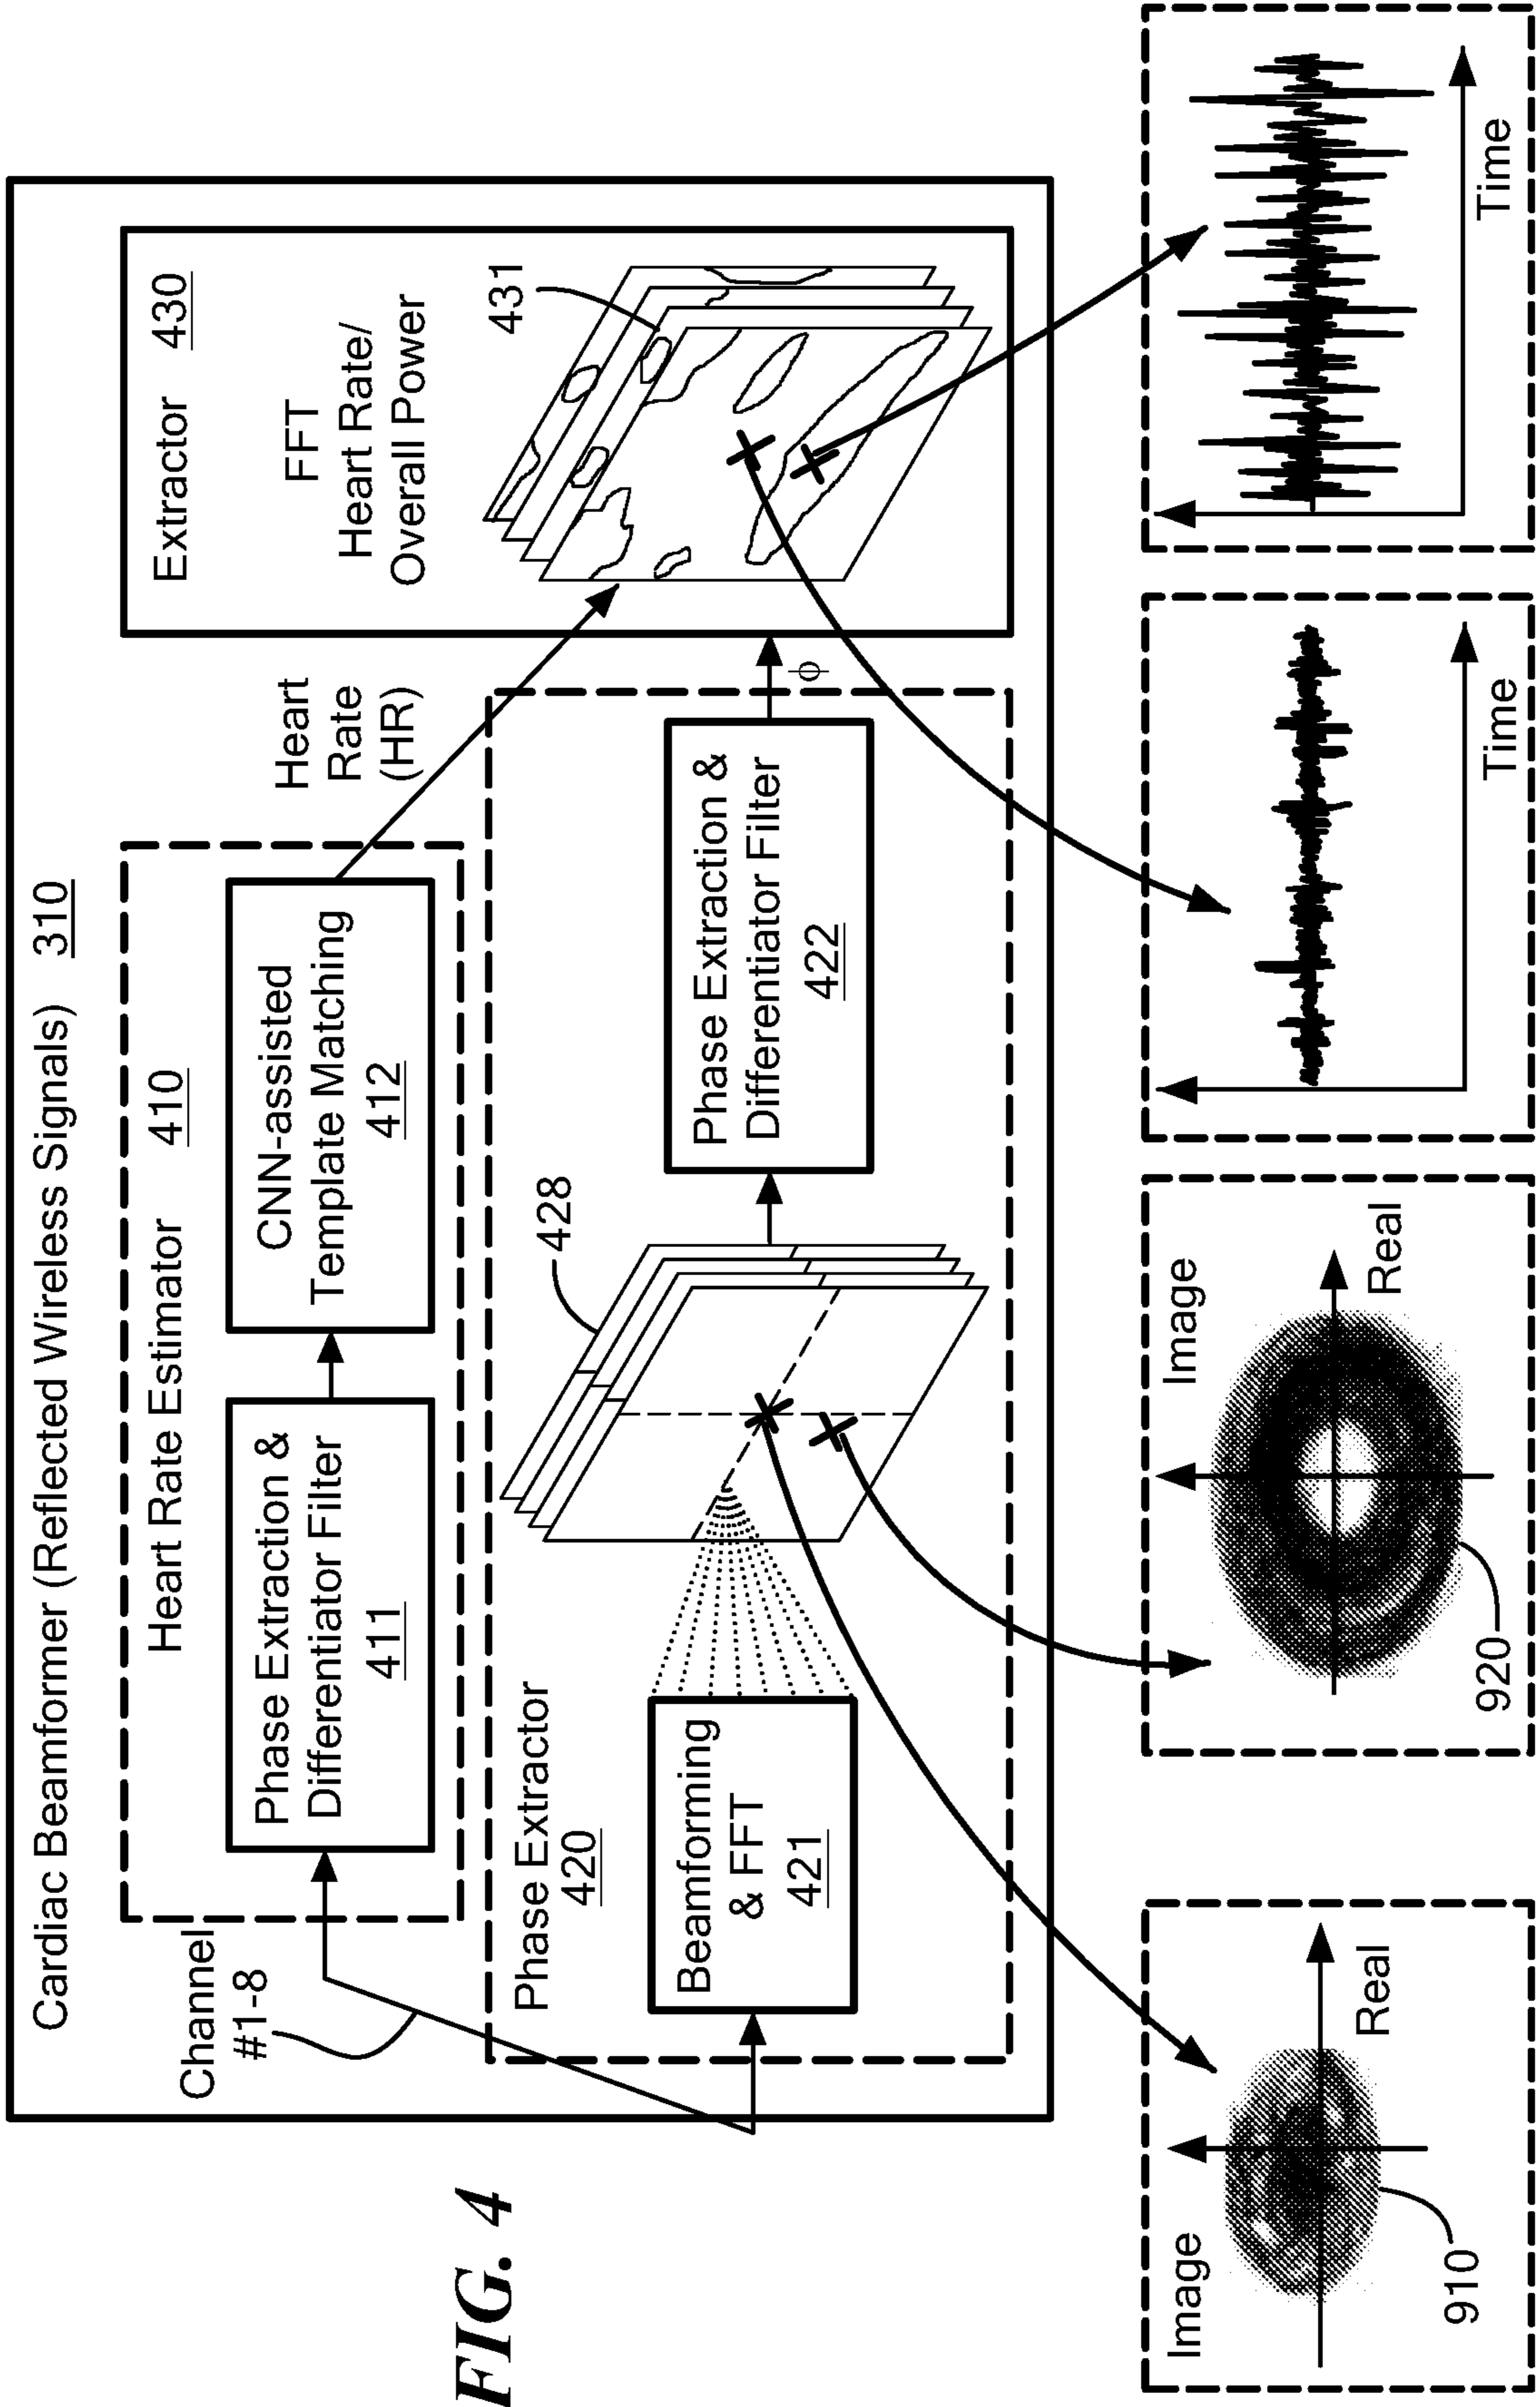 Cardiac Beamformer (Reflected Wireless Signals) 310
Channel
#1-8
Heart Rate Estimator 410
Phase Extraction &
Differentiator Filter
411
CNN-assisted
Template Matching
412
Heart
Rate
(HR)
Extractor 430
FFT
Heart Rate/
Overall Power
431
Phase Extractor
420
Beamforming
& FFT
421
428
Phase Extraction &
Differentiator Filter
422
ϕ
FIG. 4
Image
Real
910
Image
Real
920
Time
Time